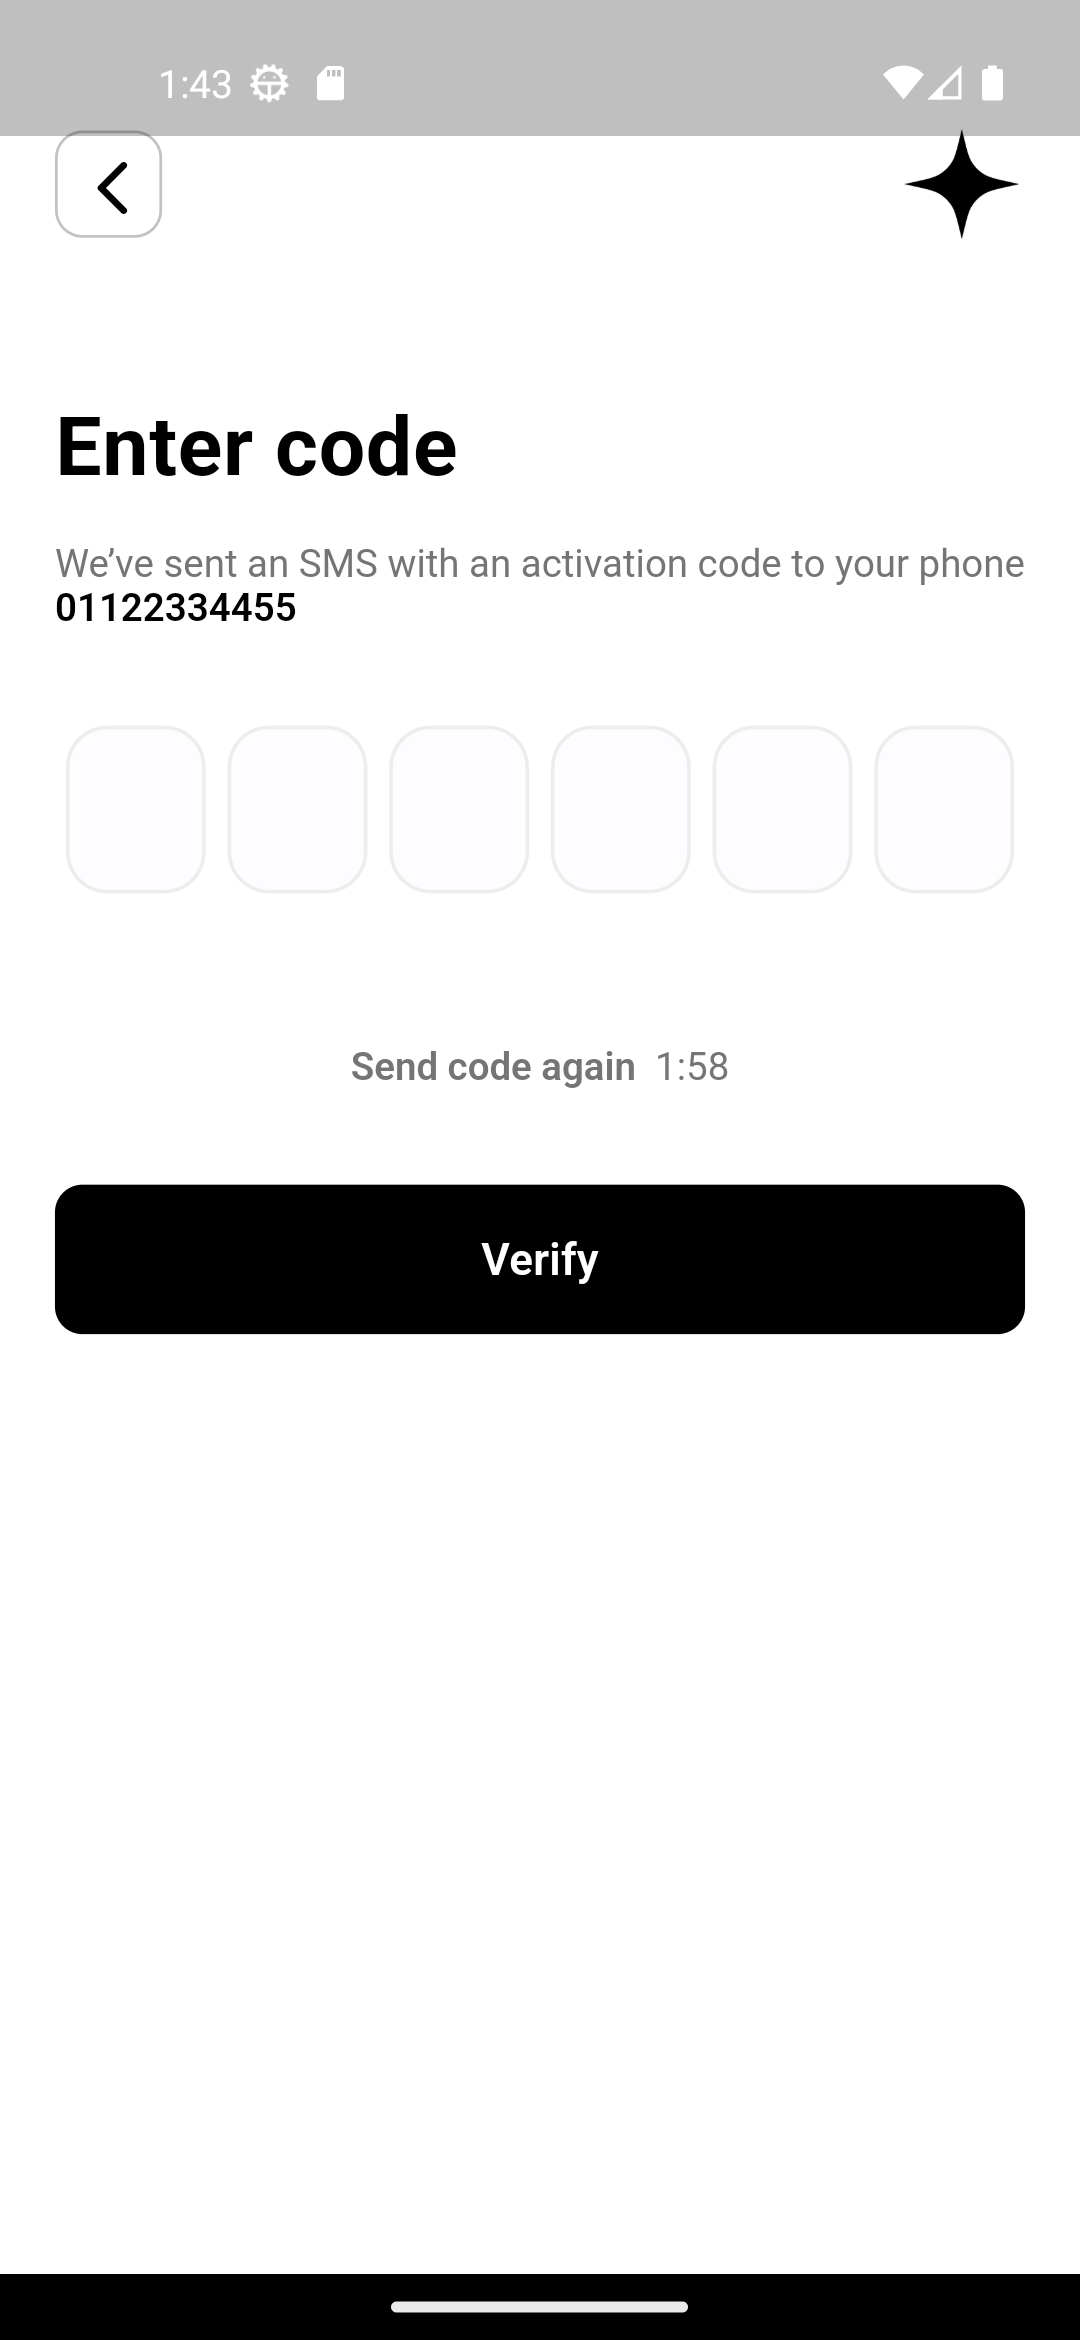 1:43
Enter code
We’ve sent an SMS with an activation code to your phone
01122334455
Send code again 1:58
Verify